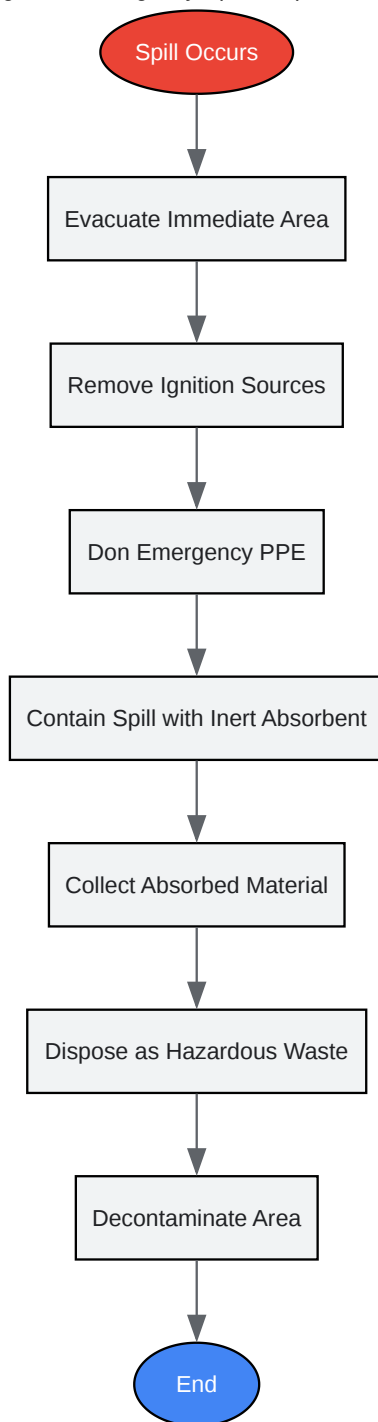 Spill Occurs
Evacuate Immediate Area
Remove Ignition Sources
Don Emergency PPE
Contain Spill with Inert Absorbent
Collect Absorbed Material
Dispose as Hazardous Waste
Decontaminate Area
End